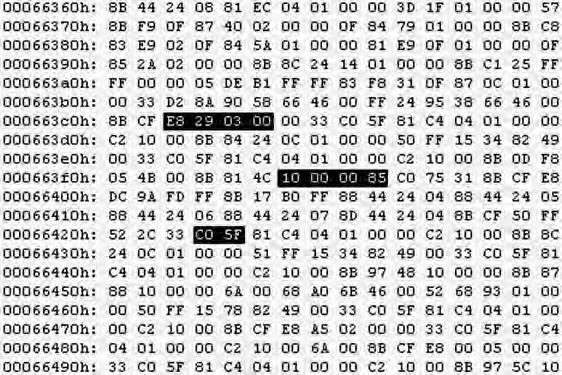 00066360h: 8B 44 24 08 81 EC 04 01 00 00 3D 1F 01 00 00 57
00066370h: 8B F9 0F 87 40 02 00 00 0F 84 79 01 00 00 8B C8
00066380h: 83 E9 02 0F 84 5A 01 00 00 81 E9 0F 01 00 00 0F
00066390h: 85 2A 02 00 00 8B 8C 24 14 01 00 00 8B C1 25 FF
000663a0h: FF 00 00 05 DE B1 FF FF 83 F8 31 0F 87 0C 01 00
000663b0h: 00 33 D2 8A 90 58 66 46 00 FF 24 95 38 66 46 00
000663c0h: 8B CF E8 29 03 00 00 33 C0 5F 81 C4 04 01 00 00
000663d0h: C2 10 00 8B 84 24 0C 01 00 00 50 FF 15 34 82 49
000663e0h: 00 33 C0 5F 81 C4 04 01 00 00 C2 10 00 8B 0D F8
000663f0h: 05 4B 00 8B 81 4C 10 00 00 85 C0 75 31 8B CF E8
00066400h: DC 9A FD FF 8B 17 B0 FF 88 44 24 04 88 44 24 05
00066410h: 88 44 24 06 88 44 24 07 8D 44 24 04 8B CF 50 FF
00066420h: 52 2C 33 C0 5F 81 C4 04 01 00 00 C2 10 00 8B 8C
00066430h: 24 0C 01 00 00 51 FF 15 34 82 49 00 33 C0 5F 81
00066440h: C4 04 01 00 00 C2 10 00 8B 97 48 10 00 00 8B 87
00066450h: 88 10 00 00 6A 00 68 A0 6B 46 00 52 68 93 01 00
00066460h: 00 50 FF 15 78 82 49 00 33 C0 5F 81 C4 04 01 00
00066470h: 00 C2 10 00 8B CF E8 A5 02 00 00 33 C0 5F 81 C4
00066480h: 04 01 00 00 C2 10 00 6A 00 8B CF E8 00 05 00 00
00066490h: 33 C0 5F 81 C4 04 01 00 00 C2 10 00 8B 97 5C 10